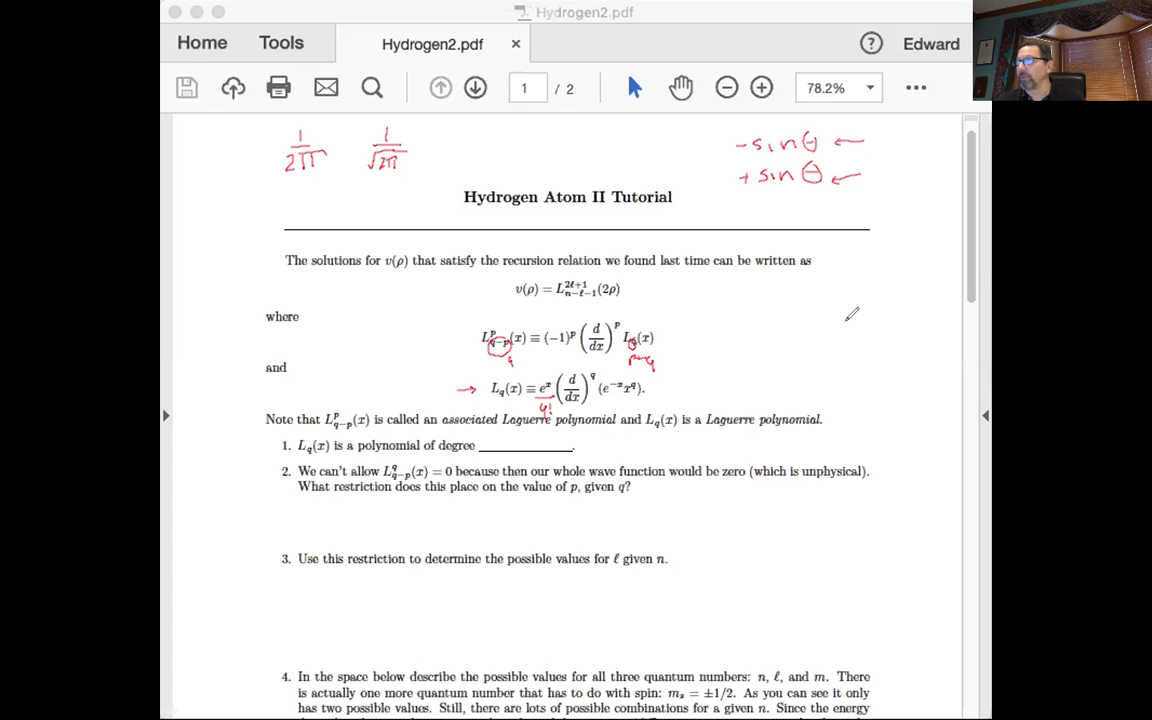 Hydrogen2.pdf
Home Tools Hydrogen2.pdf × ? Edward
1 / 2 78.2%
1/2π 1/√2π -sinθ ←
+ sin θ ←
Hydrogen Atom II Tutorial
The solutions for v(ρ) that satisfy the recursion relation we found last time can be written as
v(ρ) = L^{2ℓ+1}_{n-ℓ-1}(2ρ)
where
L^p_{q-p}(x) ≡ (-1)^p (d/dx)^p L_q(x)
q p+q
and
→ L_q(x) ≡ e^x (d/dx)^q (e^{-x}x^q).
q!
Note that L^p_{q-p}(x) is called an associated Laguerre polynomial and L_q(x) is a Laguerre polynomial.
1. L_q(x) is a polynomial of degree ____________.
2. We can't allow L^q_{q-p}(x) = 0 because then our whole wave function would be zero (which is unphysical).
What restriction does this place on the value of p, given q?
3. Use this restriction to determine the possible values for ℓ given n.
4. In the space below describe the possible values for all three quantum numbers: n, ℓ, and m. There
is actually one more quantum number that has to do with spin: m_s = ±1/2. As you can see it only
has two possible values. Still, there are lots of possible combinations for a given n. Since the energy